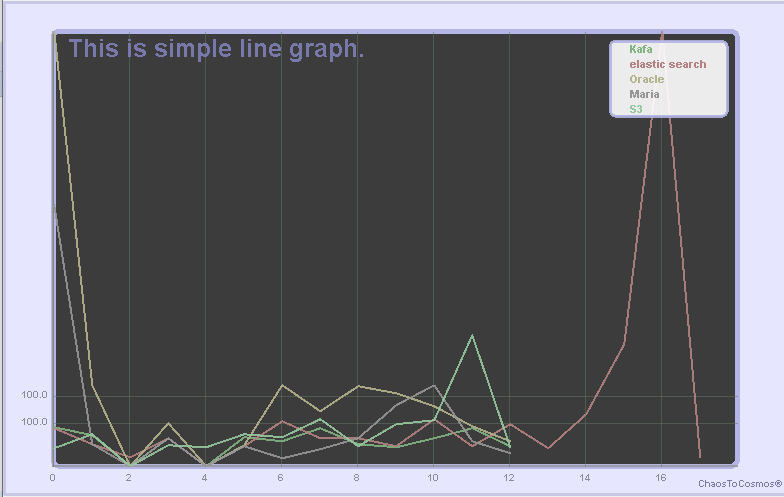 This is simple line graph.
Kafa
elastic search
Oracle
Maria
S3
100.0
100.0
0 2 4 6 8 10 12 14 16
ChaosToCosmos®